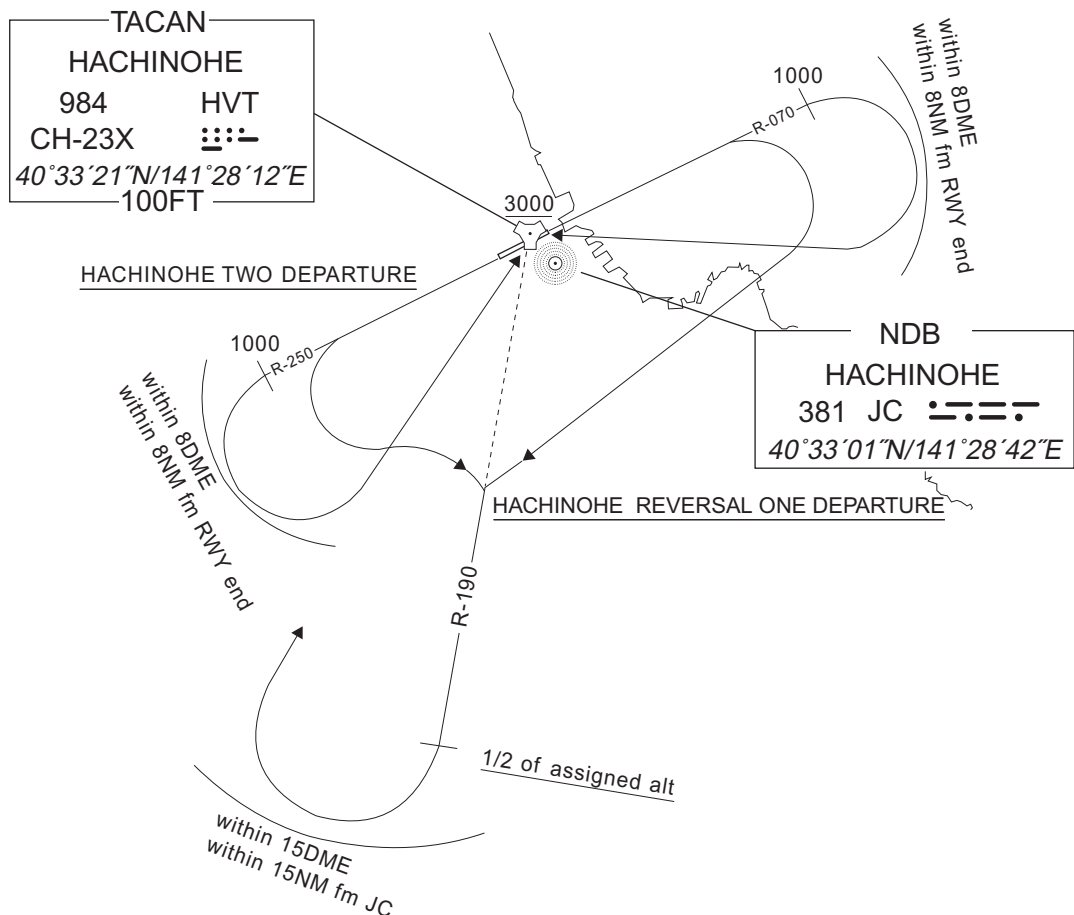 TACAN
HACHINOHE
984 HVT
CH-23X
40°33´21˝N/141°28´12˝E
100FT
1000
R-070
within 8DME
within 8NM fm RWY end
3000
HACHINOHE TWO DEPARTURE
1000
R-250
within 8DME
within 8NM fm RWY end
NDB
HACHINOHE
381 JC
40°33´01˝N/141°28´42˝E
HACHINOHE REVERSAL ONE DEPARTURE
R-190
1/2 of assigned alt
within 15DME
within 15NM fm JC